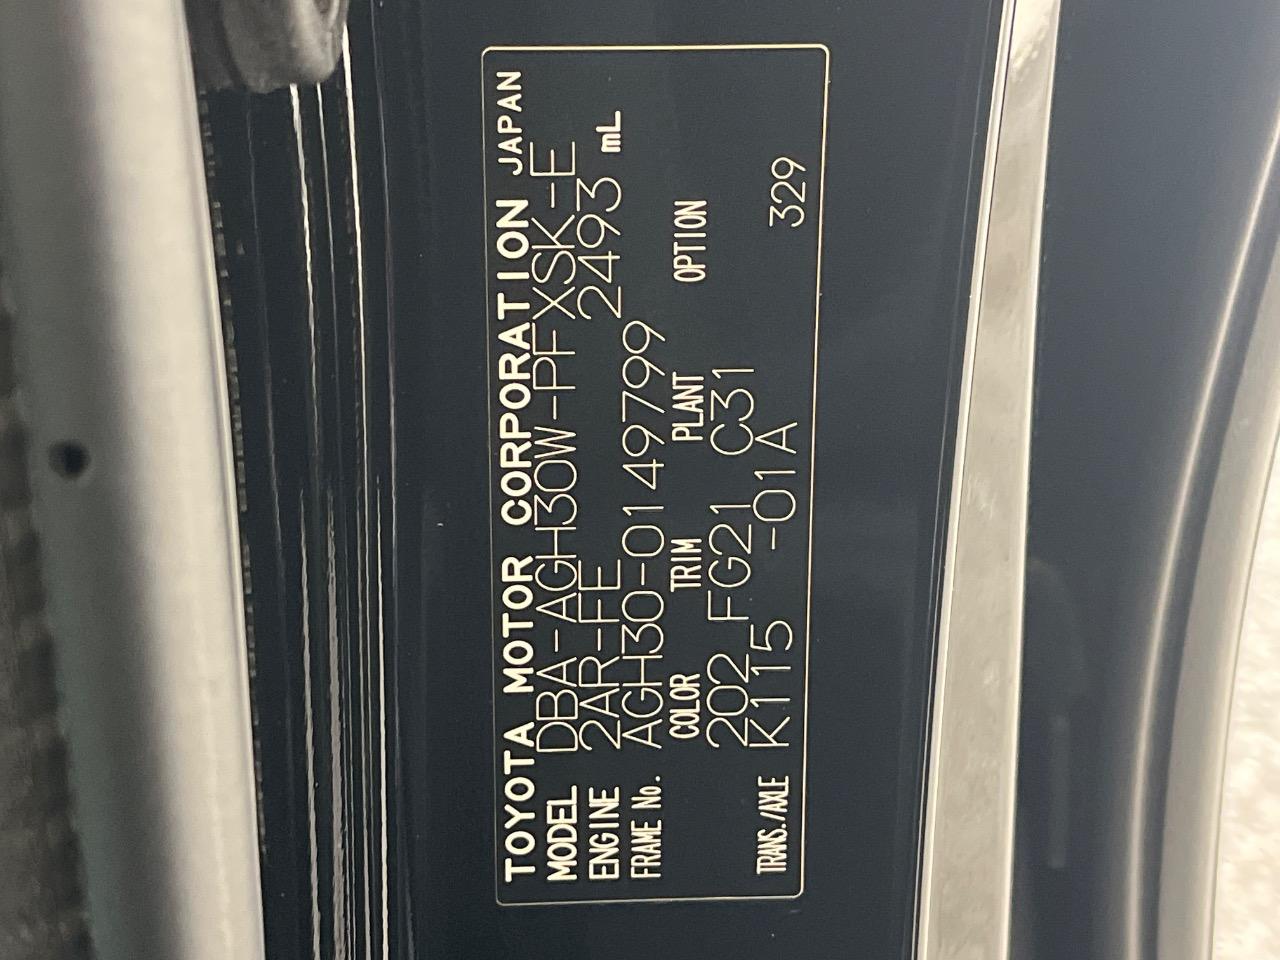 TOYOTA MOTOR CORPORATION JAPAN
MODEL DBA-AGH30W-PFXSK-E
ENGINE 2AR-FE 2493 mL
FRAME No. AGH30-0149799
COLOR TRIM PLANT OPTION
202 FG21 C31
TRANS./AXLE K115 -01A 329